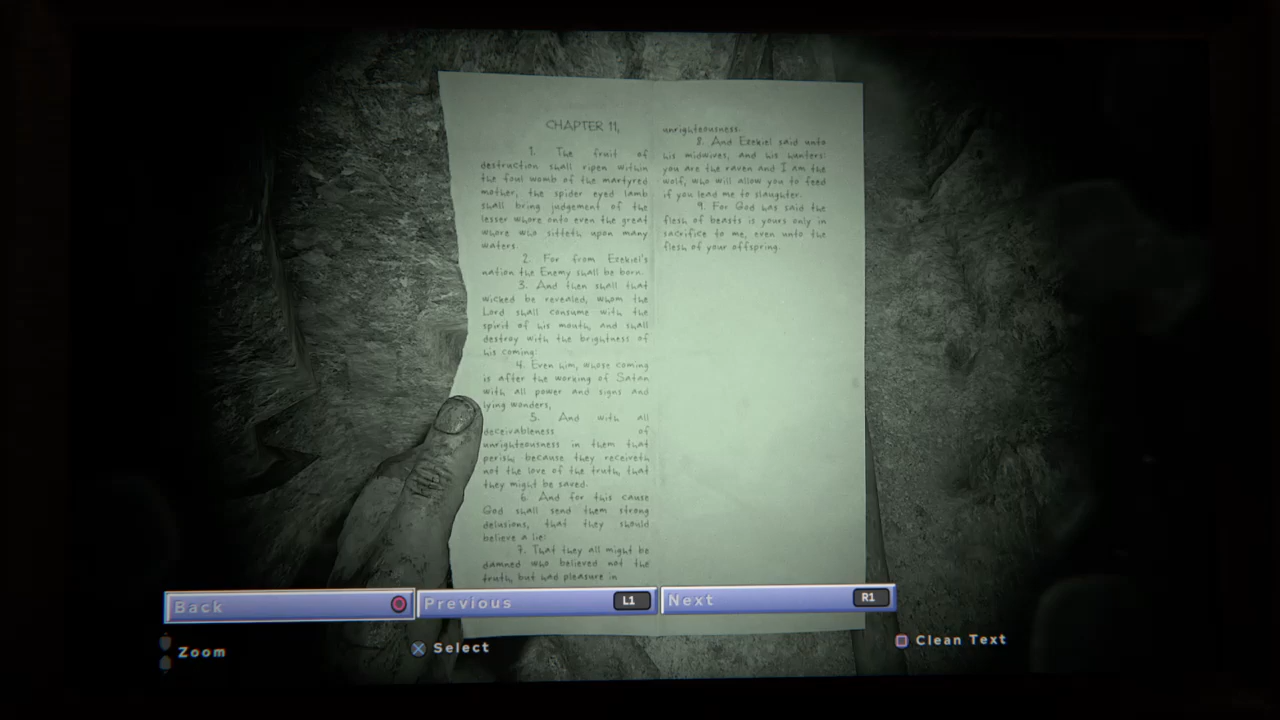 CHAPTER 11,
1. The fruit of
destruction shall ripen within
the foul womb of the martyred
mother, the spider eyed lamb
shall bring judgement of the
lesser whore onto even the great
whore who sitteth upon many
waters.
2. For from Ezekiel's
nation the Enemy shall be born.
3. And then shall that
wicked be revealed, whom the
Lord shall consume with the
spirit of his mouth, and shall
destroy with the brightness of
his coming:
4. Even him, whose coming
is after the working of Satan
with all power and signs and
lying wonders,
5. And with all
deceivableness of
unrighteousness in them that
perish; because they receiveth
not the love of the truth, that
they might be saved.
6. And for this cause
God shall send them strong
delusions, that they should
believe a lie:
7. That they all might be
damned who believed not the
truth, but had pleasure in
unrighteousness.
8. And Ezekiel said unto
his midwives, and his hunters:
you are the raven and I am the
wolf, who will allow you to feed
if you lead me to slaughter.
9. For God has said the
flesh of beasts is yours only in
sacrifice to me, even unto the
flesh of your offspring.
Back
Previous L1
Next R1
Zoom
Select
Clean Text